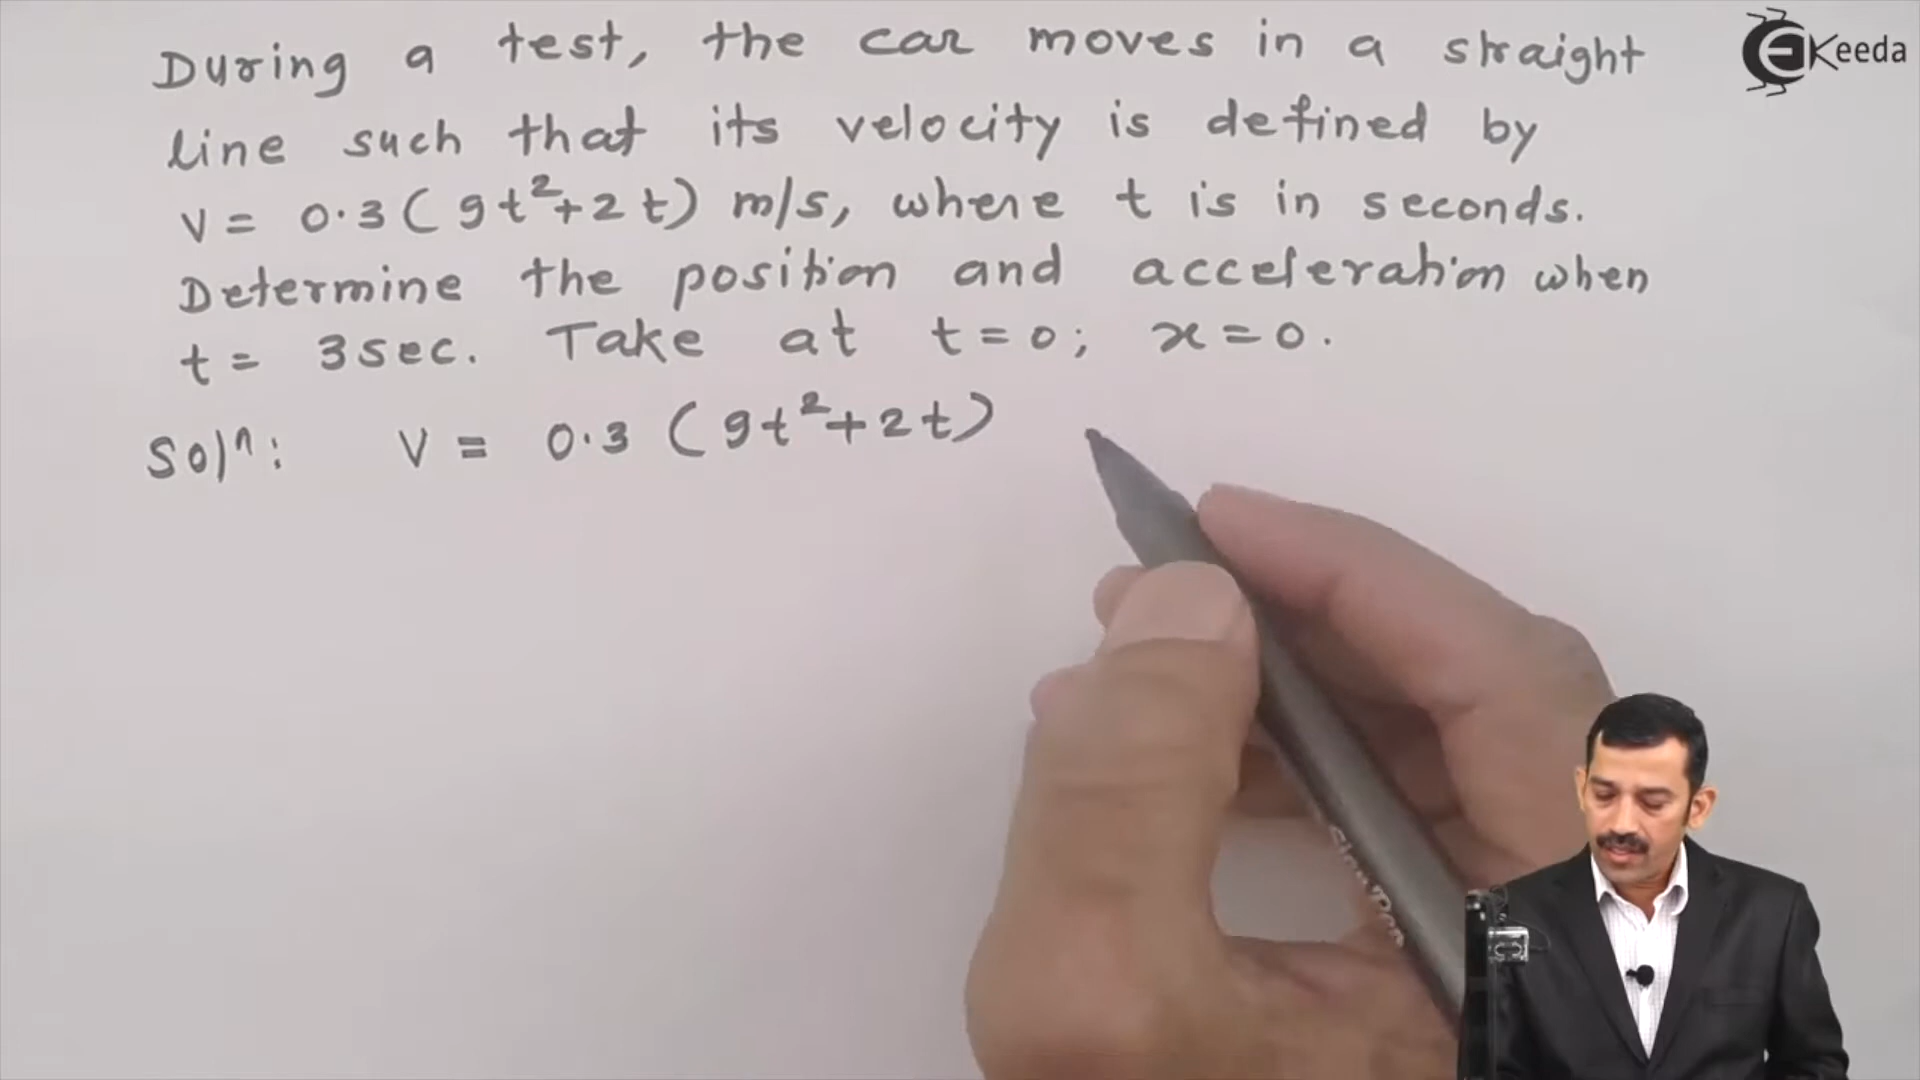 During a test, the car moves in a straight
line such that its velocity is defined by
V = 0.3 ( 9t²+2t) m/s, where t is in seconds.
Determine the position and acceleration when
t = 3sec. Take at t=0; x=0.
Solⁿ: V = 0.3 ( 9t²+2t)
EKeeda